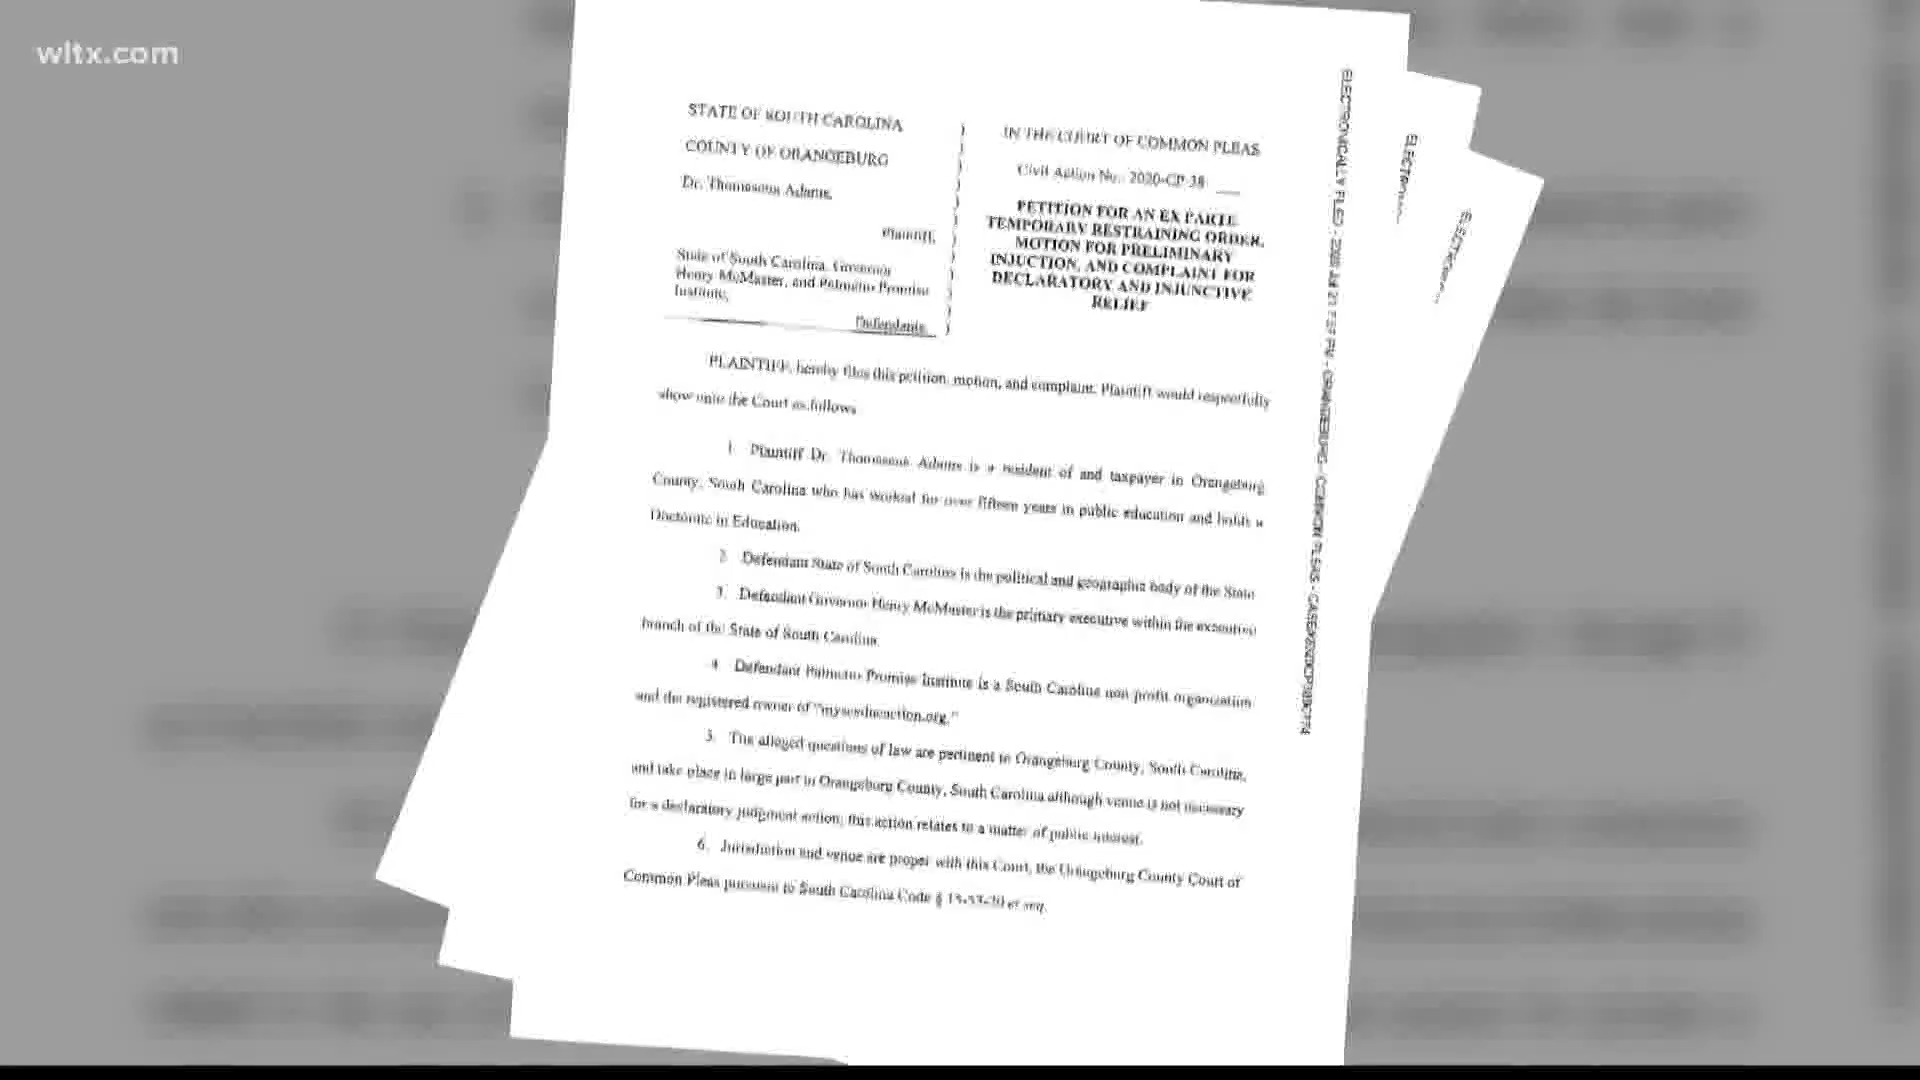 wltx.com
STATE OF SOUTH CAROLINA
COUNTY OF ORANGEBURG
Dr. Thomasena Adams,
Plaintiff,
State of South Carolina, Governor
Henry McMaster, and Palmetto Promise
Institute,
Defendants.
IN THE COURT OF COMMON PLEAS
Civil Action No.: 2020-CP-38-____
PETITION FOR AN EX PARTE
TEMPORARY RESTRAINING ORDER,
MOTION FOR PRELIMINARY
INJUCTION, AND COMPLAINT FOR
DECLARATORY AND INJUNCTIVE
RELIEF
PLAINTIFF, hereby files this petition, motion, and complaint. Plaintiff would respectfully
show unto the Court as follows
1. Plaintiff Dr. Thomasena Adams is a resident of and taxpayer in Orangeburg
County, South Carolina who has worked for over fifteen years in public education and holds a
Doctorate in Education.
2. Defendant State of South Carolina is the political and geographic body of the State
3. Defendant Governor Henry McMaster is the primary executive within the executive
branch of the State of South Carolina.
4. Defendant Palmetto Promise Institute is a South Carolina non profit organization
and the registered owner of "mysceducation.org."
5. The alleged questions of law are pertinent to Orangeburg County, South Carolina,
and take place in large part in Orangeburg County, South Carolina although venue is not necessary
for a declaratory judgment action, this action relates to a matter of public interest.
6. Jurisdiction and venue are proper with this Court, the Orangeburg County Court of
Common Pleas pursuant to South Carolina Code § 15-53-20 et seq.
ELECTRONICALLY FILED - 2020 Jul 21 - ORANGEBURG - COMMON PLEAS -